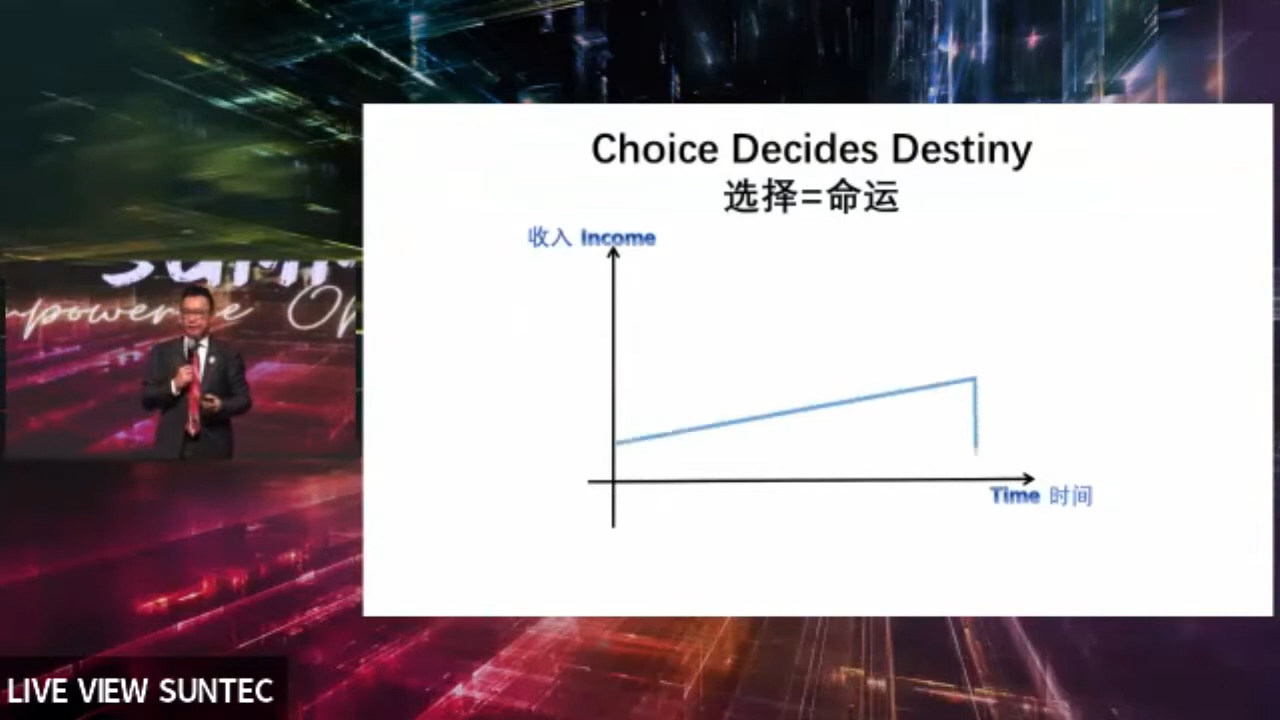 Choice Decides Destiny
选择=命运
收入 Income
Time 时间
LIVE VIEW SUNTEC